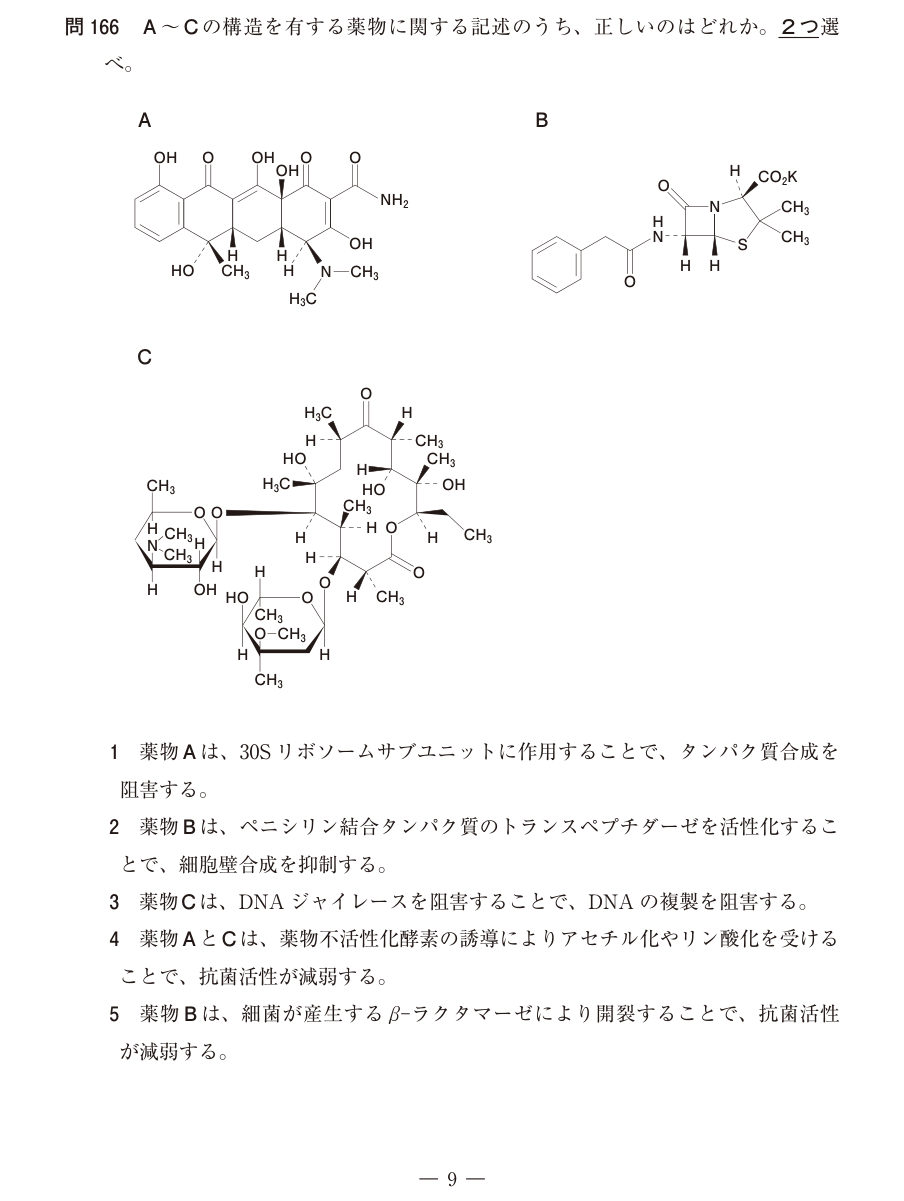 問 166 A～Cの構造を有する薬物に関する記述のうち、正しいのはどれか。2つ選
べ。
A
B
OH O OH OH O O
NH₂
OH
H H H
HO CH₃ N CH₃
H₃C
H CO₂K
O N CH₃
H CH₃
N S
O H H
C
O
H₃C H
H CH₃
HO H CH₃
H₃C HO OH
CH₃ CH₃
O O H O
H CH₃ H H CH₃
N CH₃ H H O
H OH H O
H O H CH₃
HO O
CH₃
O CH₃
H H
CH₃
1 薬物Aは、30S リボソームサブユニットに作用することで、タンパク質合成を
阻害する。
2 薬物Bは、ペニシリン結合タンパク質のトランスペプチダーゼを活性化するこ
とで、細胞壁合成を抑制する。
3 薬物Cは、DNA ジャイレースを阻害することで、DNA の複製を阻害する。
4 薬物AとCは、薬物不活性化酵素の誘導によりアセチル化やリン酸化を受ける
ことで、抗菌活性が減弱する。
5 薬物Bは、細菌が産生するβ-ラクタマーゼにより開裂することで、抗菌活性
が減弱する。
— 9 —